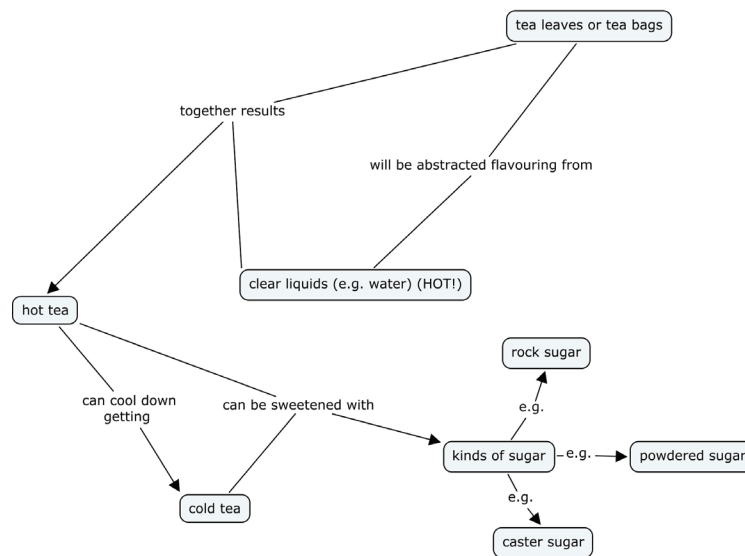 tea leaves or tea bags
together results
will be abstracted flavouring from
clear liquids (e.g. water) (HOT!)
hot tea
rock sugar
can cool down
getting
can be sweetened with
e.g.
kinds of sugar
e.g.
powdered sugar
e.g.
cold tea
caster sugar